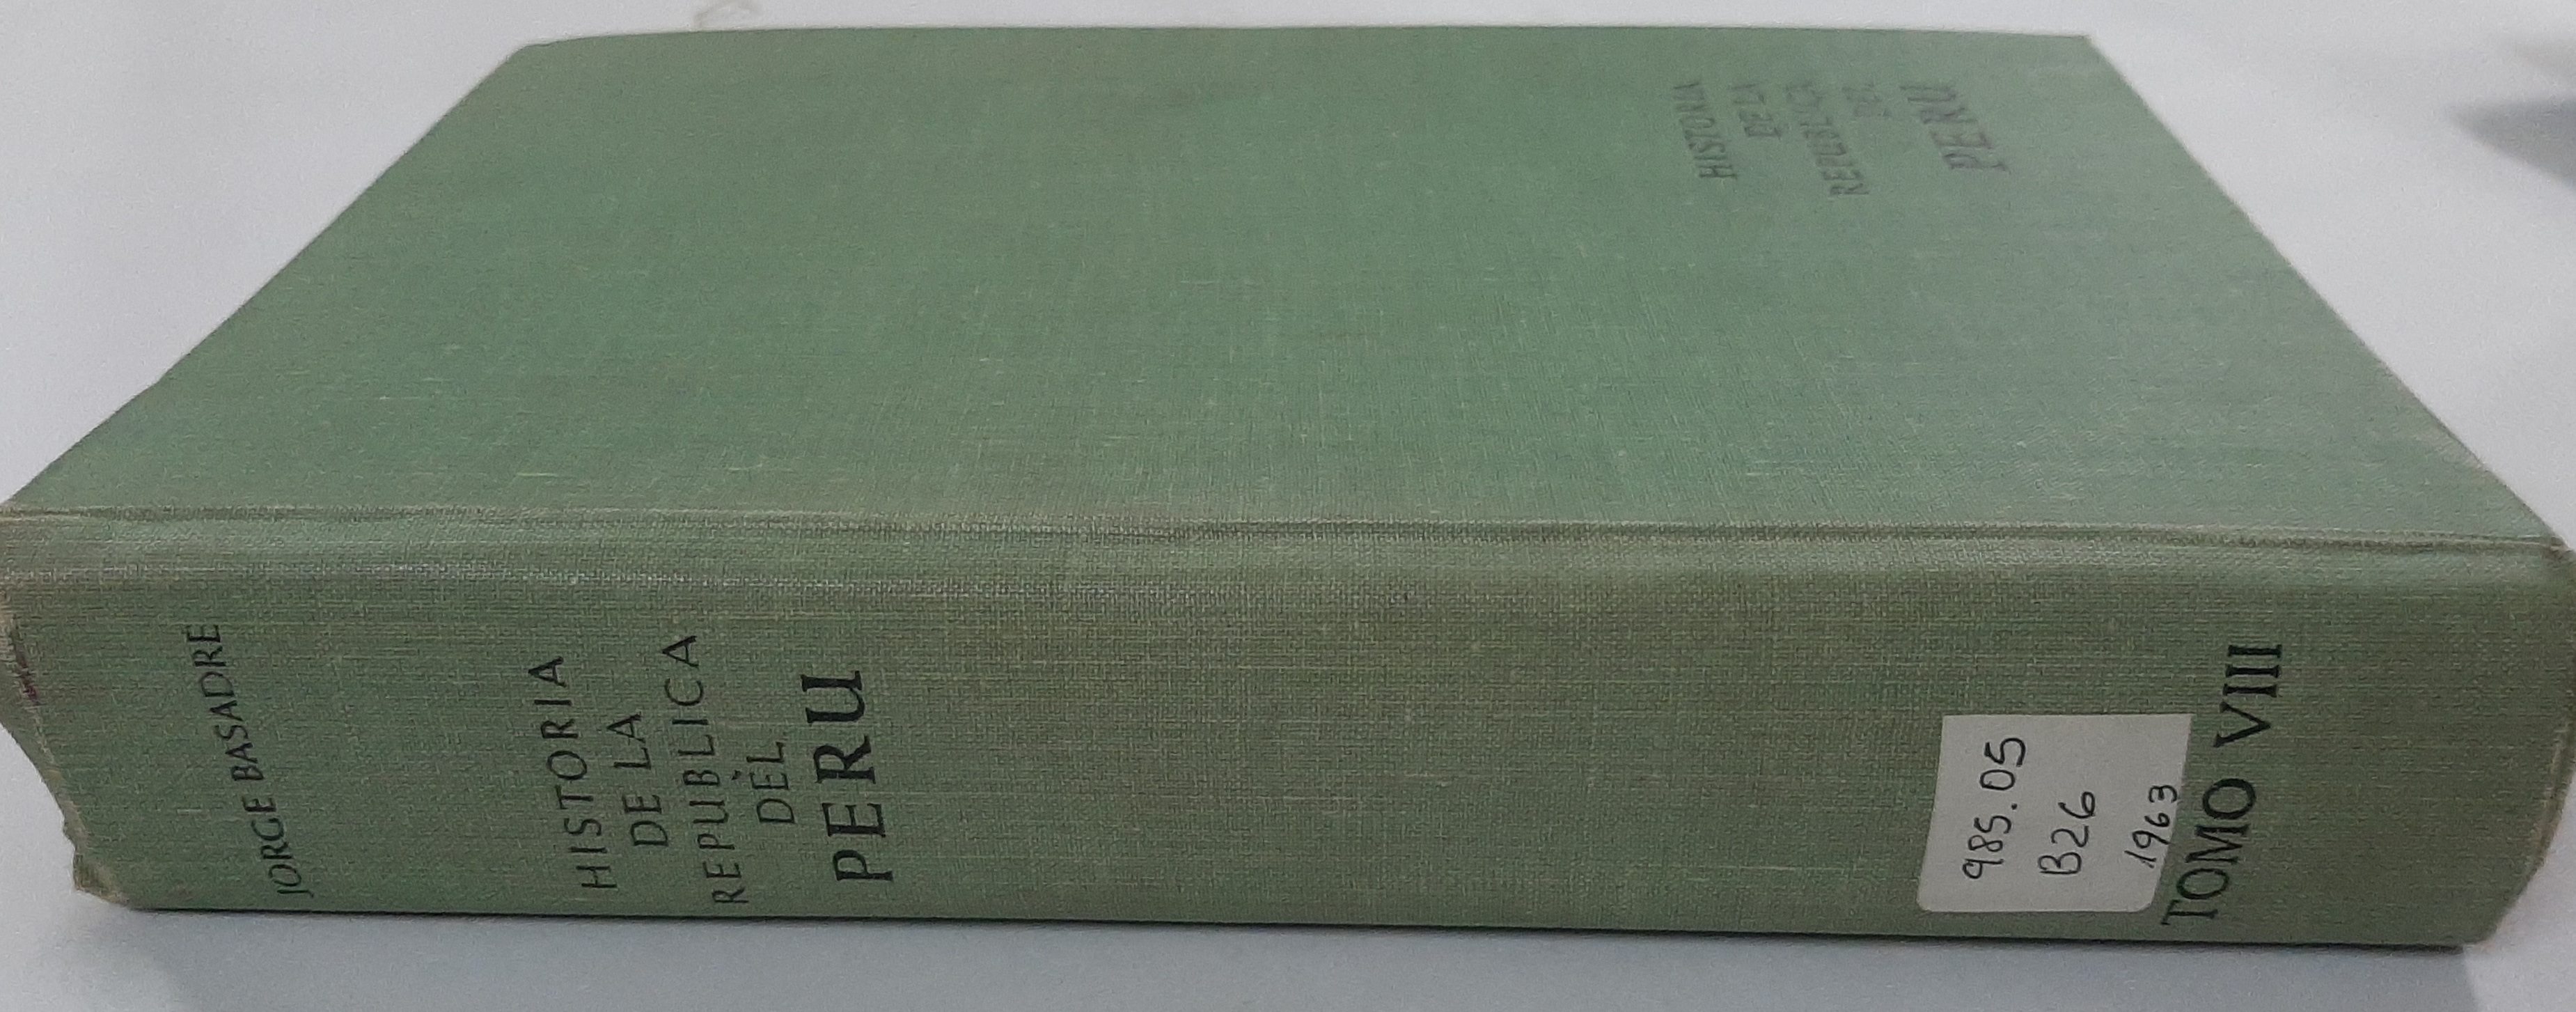 JORGE BASADRE
HISTORIA
DE LA
REPUBLICA
DEL
PERU
985.05
B26
1963
TOMO VIII
HISTORIA
DE LA
REPUBLICA
DEL
PERU